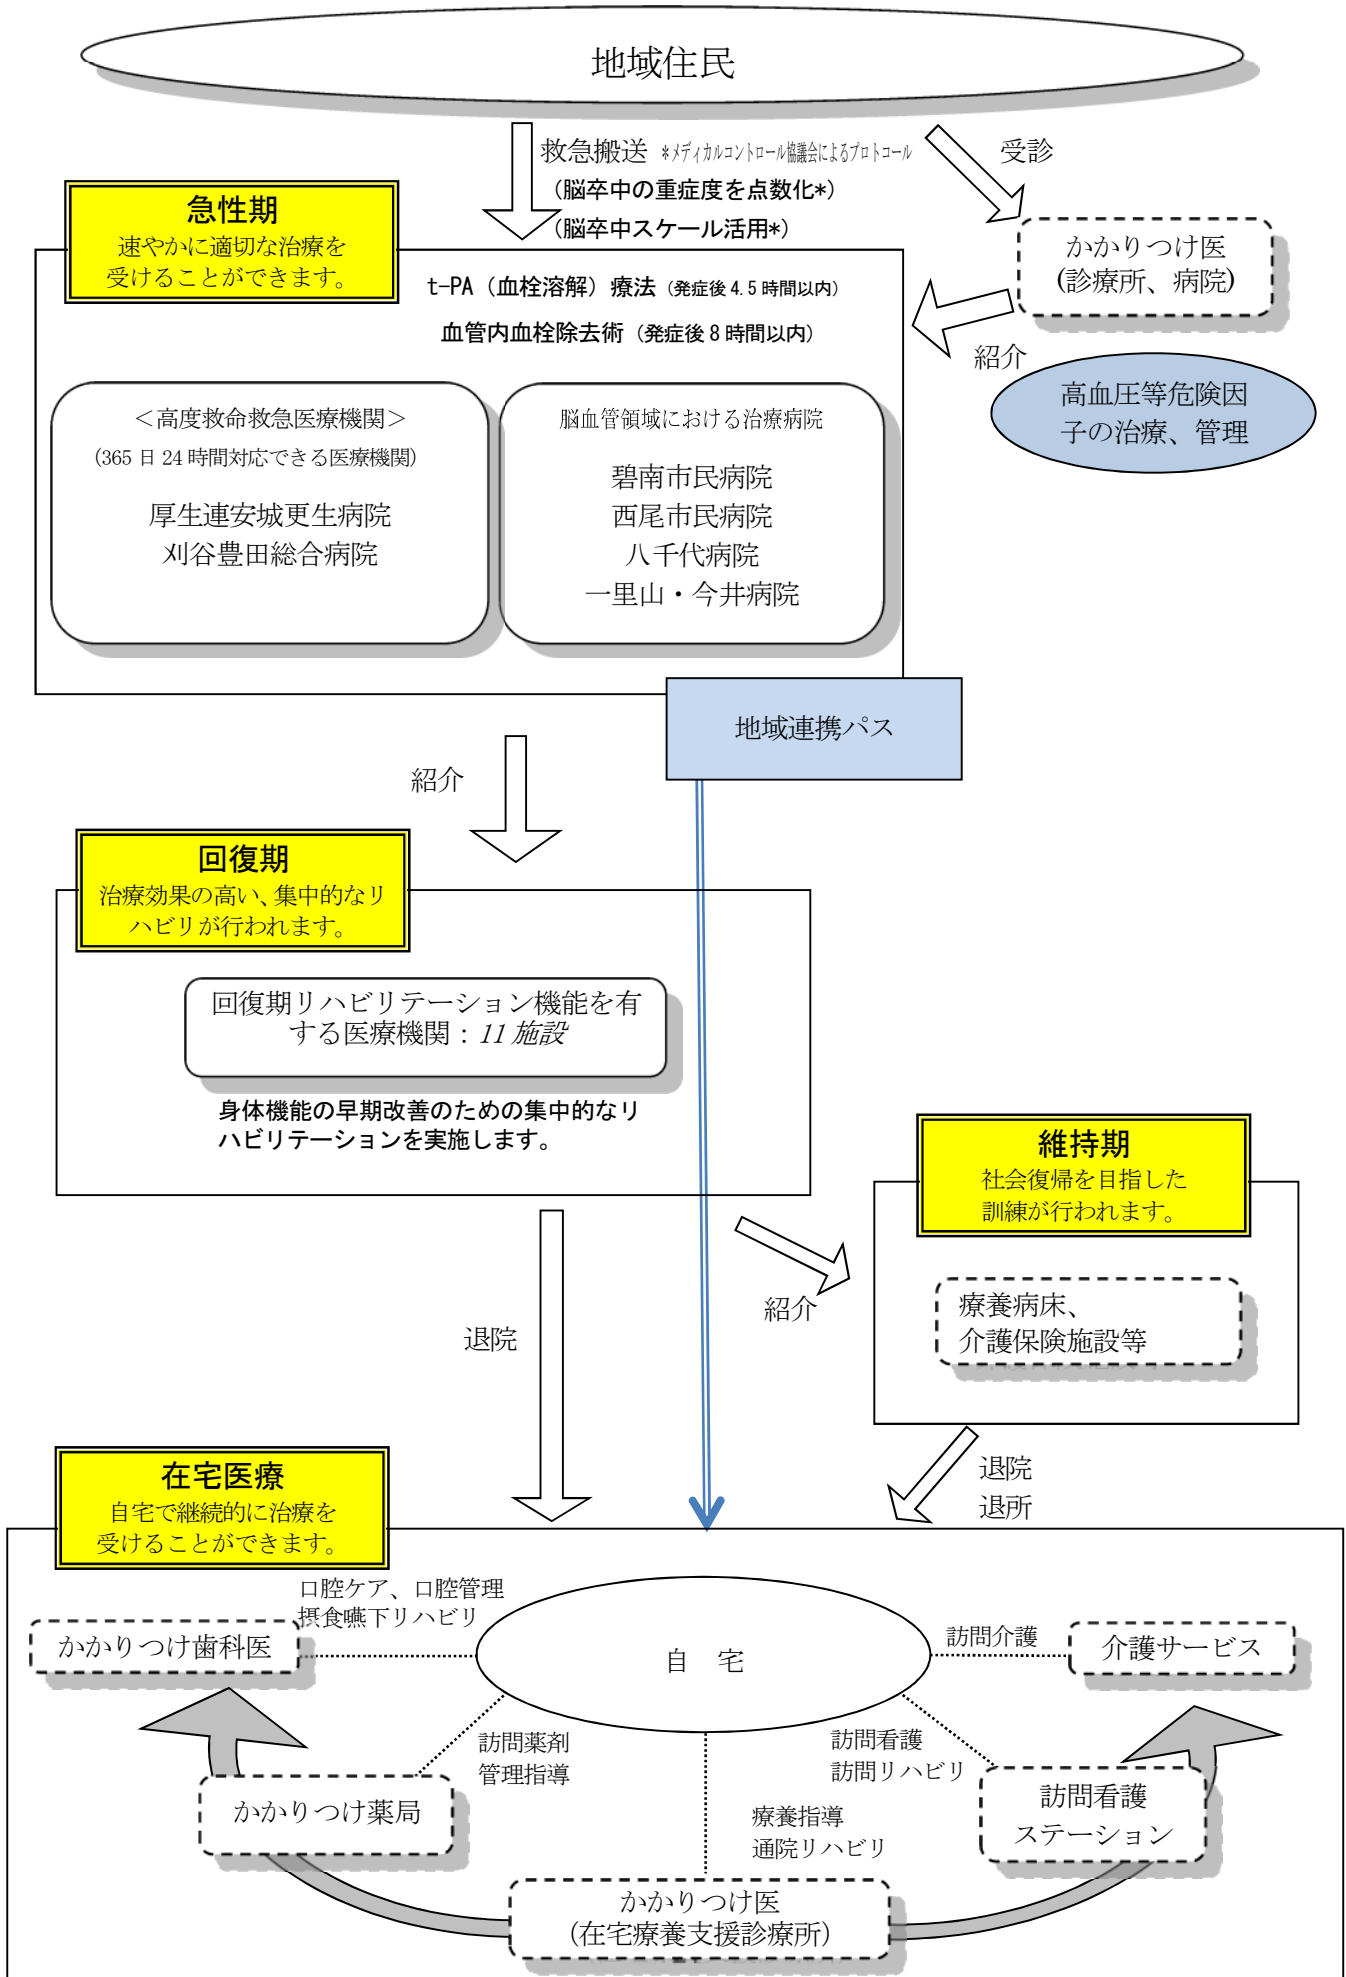 地域住民
救急搬送 *メディカルコントロール協議会によるプロトコール
(脳卒中の重症度を点数化*)
(脳卒中スケール活用*)
受診
急性期
速やかに適切な治療を
受けることができます。
かかりつけ医
(診療所、病院)
t-PA（血栓溶解）療法（発症後 4.5 時間以内）
血管内血栓除去術（発症後 8 時間以内）
紹介
高血圧等危険因
子の治療、管理
＜高度救命救急医療機関＞
(365 日 24 時間対応できる医療機関)
厚生連安城更生病院
刈谷豊田総合病院
脳血管領域における治療病院
碧南市民病院
西尾市民病院
八千代病院
一里山・今井病院
地域連携パス
紹介
回復期
治療効果の高い、集中的なリ
ハビリが行われます。
回復期リハビリテーション機能を有
する医療機関：11 施設
身体機能の早期改善のための集中的なリ
ハビリテーションを実施します。
維持期
社会復帰を目指した
訓練が行われます。
紹介
療養病床、
介護保険施設等
退院
退院
退所
在宅医療
自宅で継続的に治療を
受けることができます。
口腔ケア、口腔管理
摂食嚥下リハビリ
かかりつけ歯科医
自　宅
訪問介護
介護サービス
訪問薬剤
管理指導
訪問看護
訪問リハビリ
かかりつけ薬局
療養指導
通院リハビリ
訪問看護
ステーション
かかりつけ医
(在宅療養支援診療所)